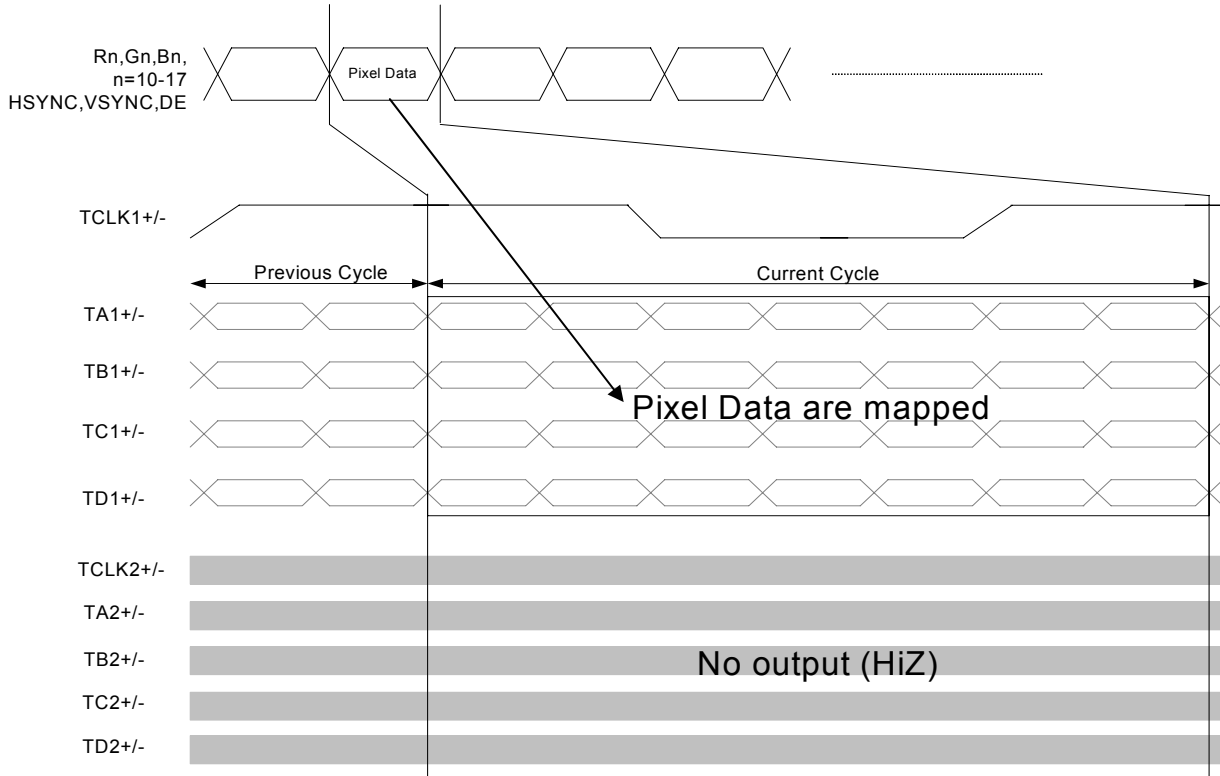 Rn,Gn,Bn,
n=10-17
HSYNC,VSYNC,DE
Pixel Data
TCLK1+/-
Previous Cycle
Current Cycle
TA1+/-
TB1+/-
Pixel Data are mapped
TC1+/-
TD1+/-
TCLK2+/-
TA2+/-
TB2+/-
No output (HiZ)
TC2+/-
TD2+/-